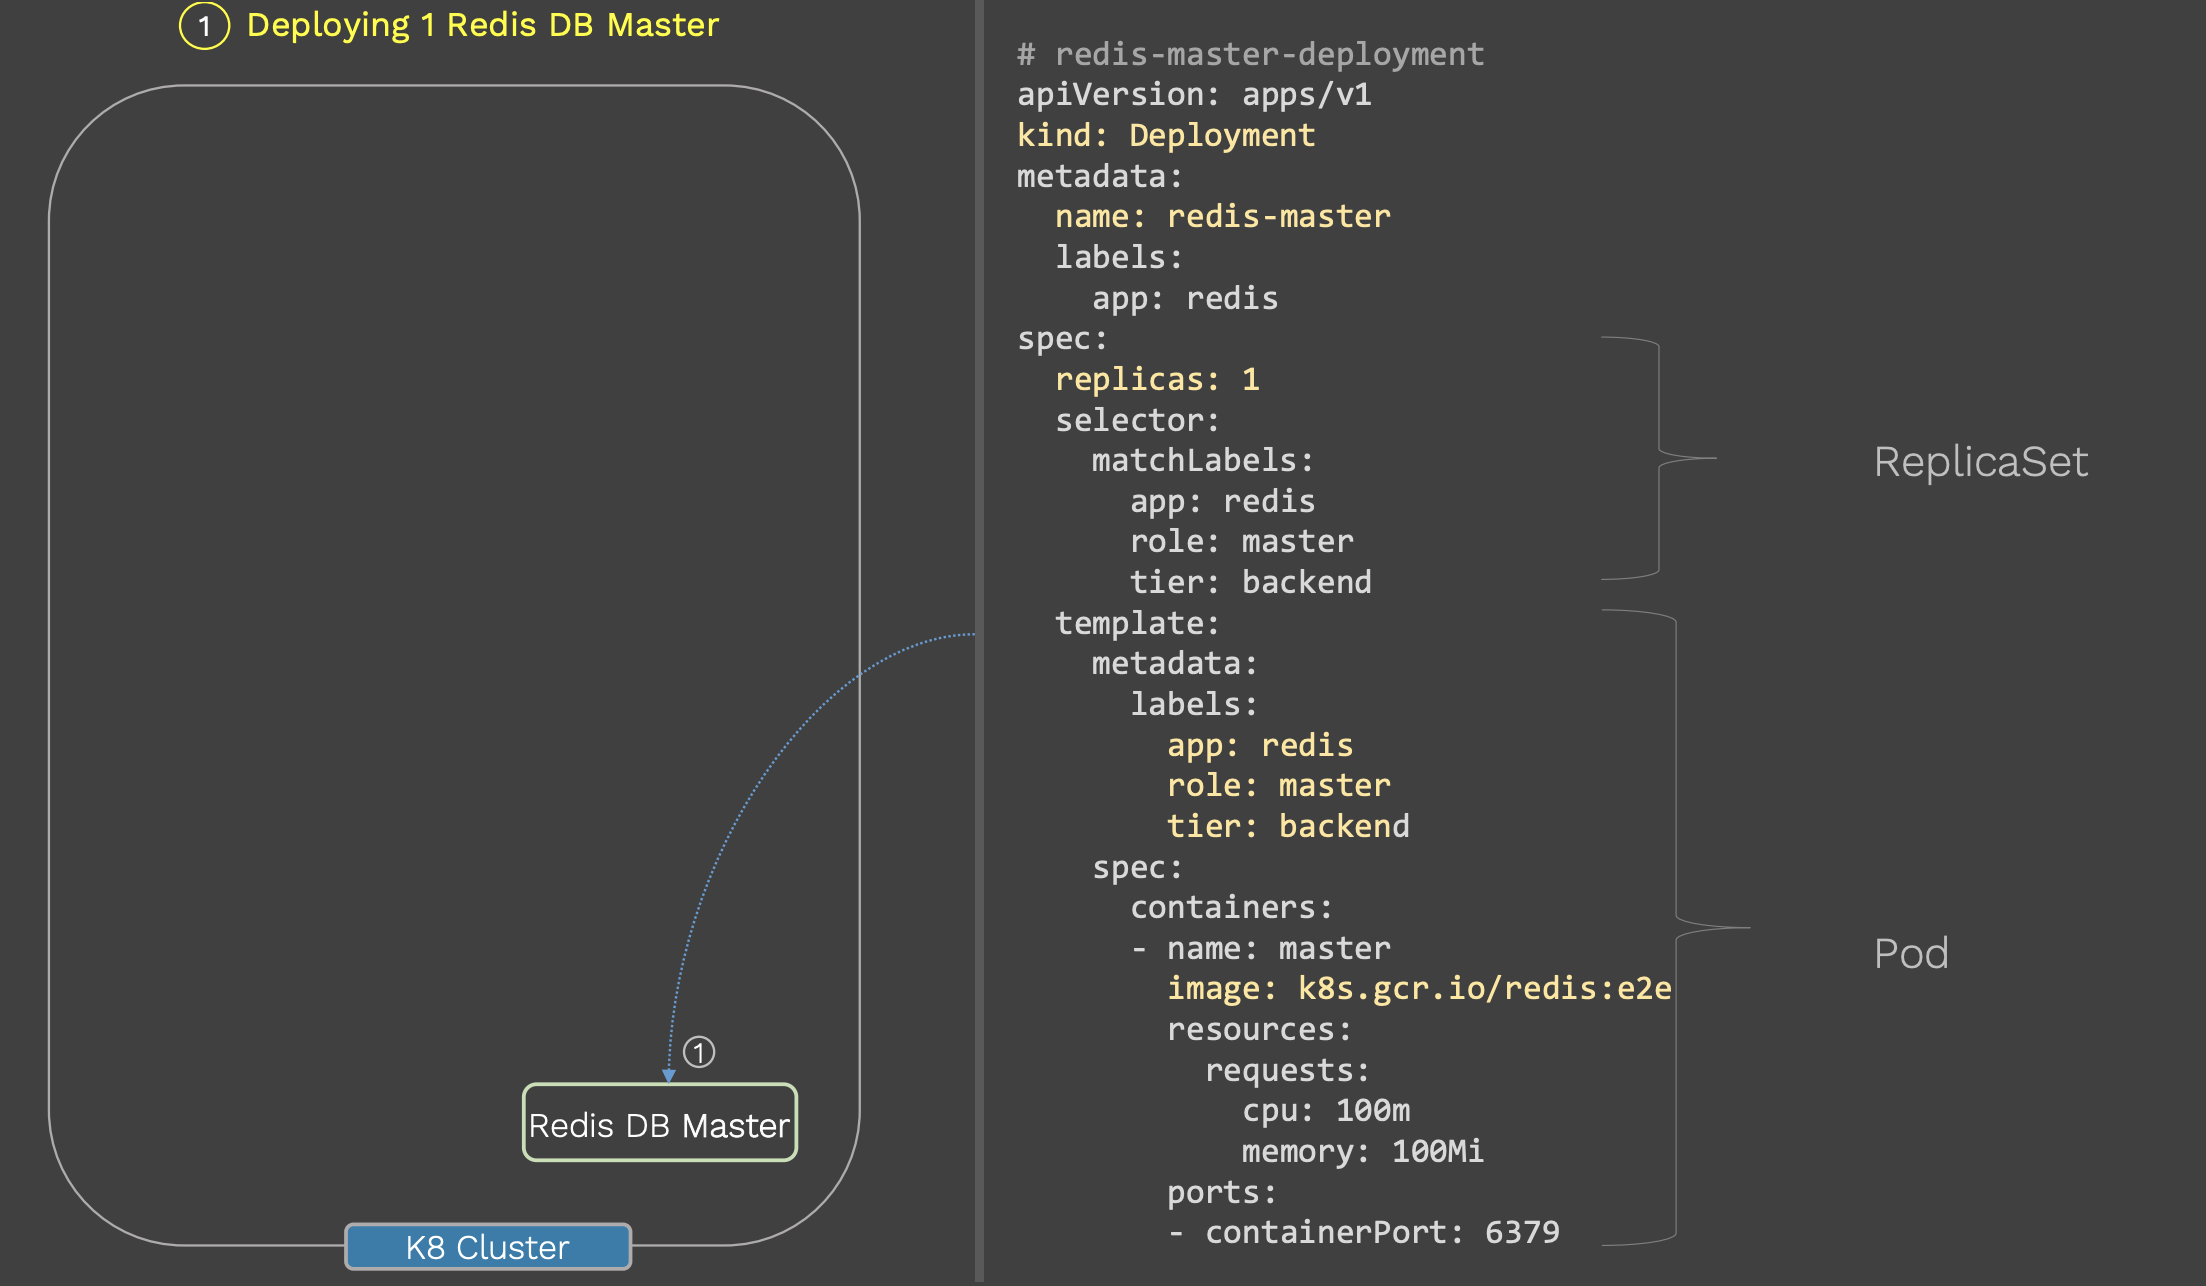 1 Deploying 1 Redis DB Master
1
Redis DB Master
K8 Cluster
# redis-master-deployment
apiVersion: apps/v1
kind: Deployment
metadata:
  name: redis-master
  labels:
    app: redis
spec:
  replicas: 1
  selector:
    matchLabels:
      app: redis
      role: master
      tier: backend
  template:
    metadata:
      labels:
        app: redis
        role: master
        tier: backend
    spec:
      containers:
      - name: master
        image: k8s.gcr.io/redis:e2e
        resources:
          requests:
            cpu: 100m
            memory: 100Mi
        ports:
        - containerPort: 6379
ReplicaSet
Pod